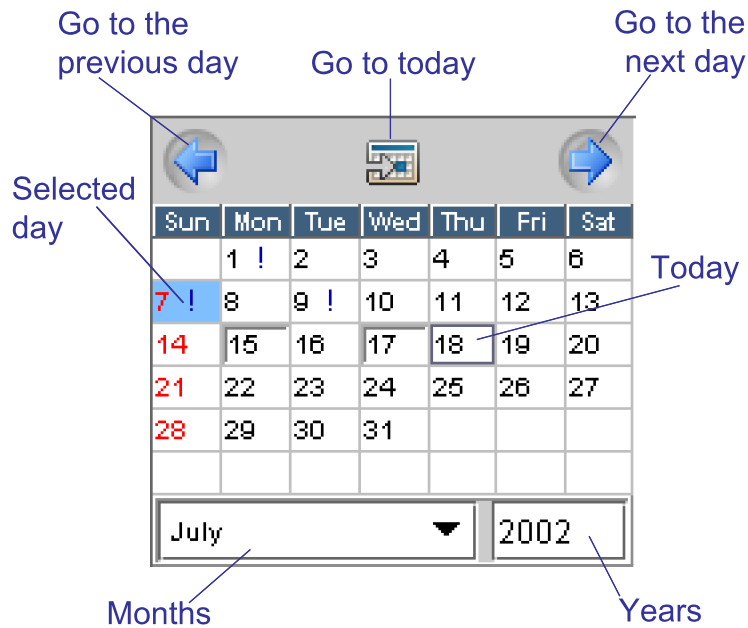 Go to the
previous day
Go to today
Go to the
next day
Selected
day
Sun Mon Tue Wed Thu Fri Sat
1 ! 2 3 4 5 6
Today
7 ! 8 9 ! 10 11 12 13
14 15 16 17 18 19 20
21 22 23 24 25 26 27
28 29 30 31
July 2002
Months
Years